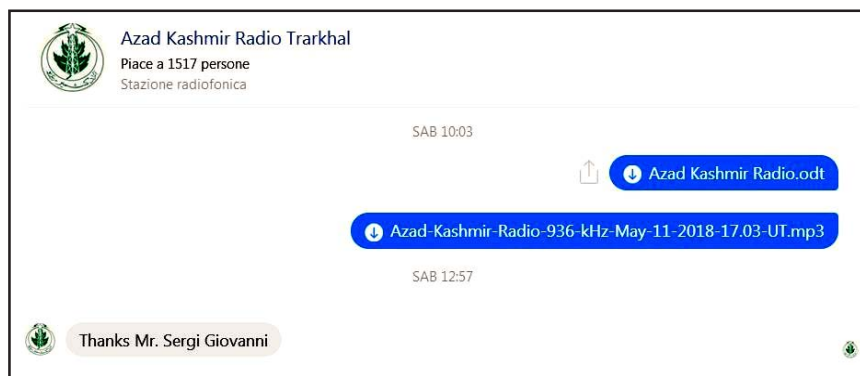 Azad Kashmir Radio Trarkhal
Piace a 1517 persone
Stazione radiofonica
SAB 10:03
Azad Kashmir Radio.odt
Azad-Kashmir-Radio-936-kHz-May-11-2018-17.03-UT.mp3
SAB 12:57
Thanks Mr. Sergi Giovanni